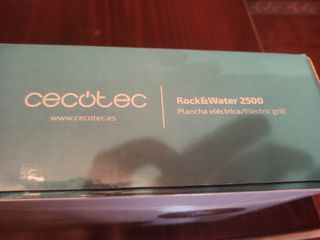 cecotec
www.cecotec.es
Rock&Water 2500
Plancha eléctrica/Electric grill